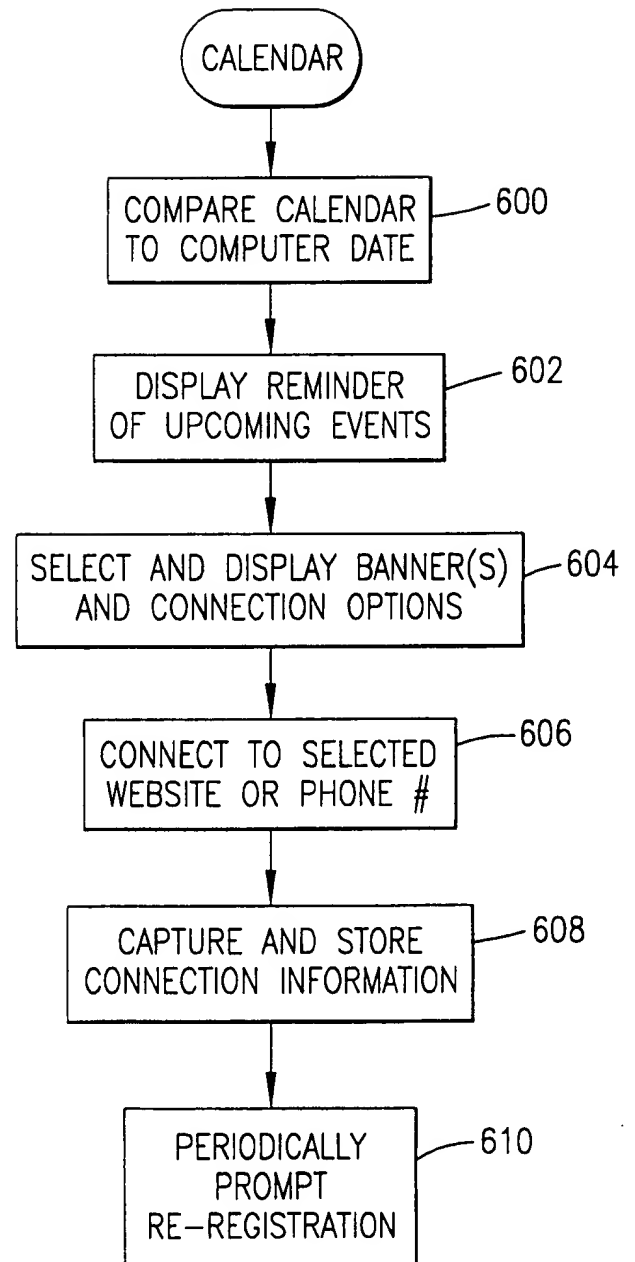 CALENDAR
COMPARE CALENDAR
TO COMPUTER DATE
600
DISPLAY REMINDER
OF UPCOMING EVENTS
602
SELECT AND DISPLAY BANNER(S)
AND CONNECTION OPTIONS
604
CONNECT TO SELECTED
WEBSITE OR PHONE #
606
CAPTURE AND STORE
CONNECTION INFORMATION
608
PERIODICALLY
PROMPT
RE-REGISTRATION
610